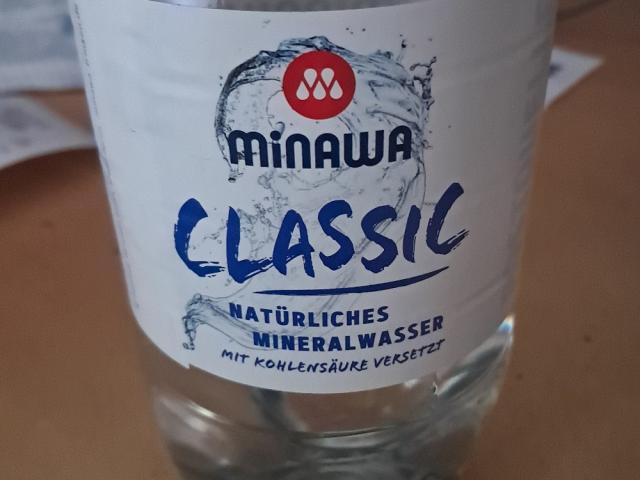 minAWA
CLASSIC
NATÜRLICHES
MINERALWASSER
MIT KOHLENSÄURE VERSETZT